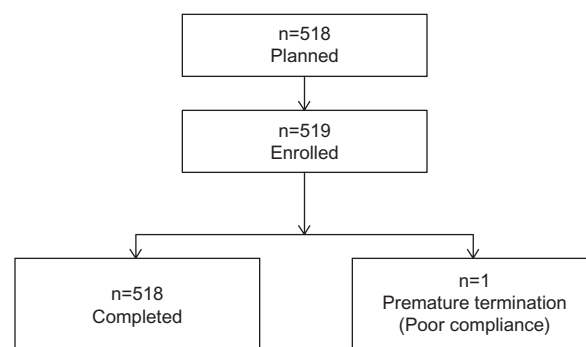 n=518
Planned
n=519
Enrolled
n=518
Completed
n=1
Premature termination
(Poor compliance)